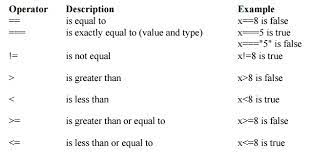 Operator Description Example
== is equal to x==8 is false
=== is exactly equal to (value and type) x===5 is true
x==="5" is false
!= is not equal x!=8 is true
> is greater than x>8 is false
< is less than x<8 is true
>= is greater than or equal to x>=8 is false
<= is less than or equal to x<=8 is true